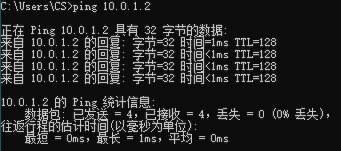 C:\Users\CS>ping 10.0.1.2
正在 Ping 10.0.1.2 具有 32 字节的数据:
来自 10.0.1.2 的回复: 字节=32 时间=1ms TTL=128
来自 10.0.1.2 的回复: 字节=32 时间<1ms TTL=128
来自 10.0.1.2 的回复: 字节=32 时间<1ms TTL=128
来自 10.0.1.2 的回复: 字节=32 时间<1ms TTL=128
10.0.1.2 的 Ping 统计信息:
数据包: 已发送 = 4，已接收 = 4，丢失 = 0 (0% 丢失)，
往返行程的估计时间(以毫秒为单位):
最短 = 0ms，最长 = 1ms，平均 = 0ms